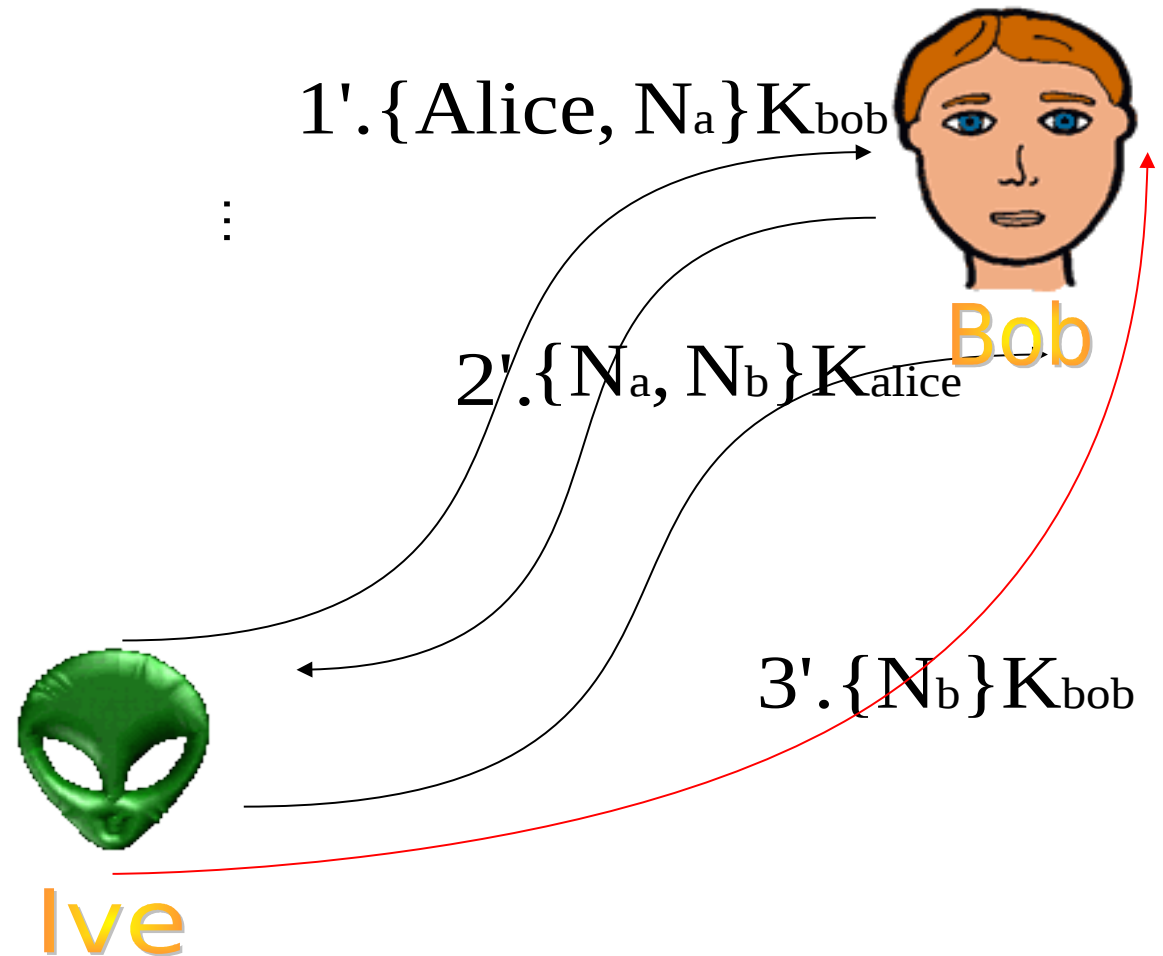 1'.{Alice, Na}Kbob
⋮
Bob
2'.{Na, Nb}Kalice
3'.{Nb}Kbob
Ive